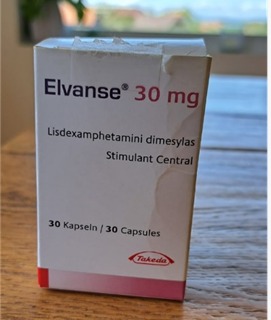 Elvanse® 30 mg
Lisdexamphetamini dimesylas
Stimulant Central
30 Kapseln / 30 Capsules
Takeda